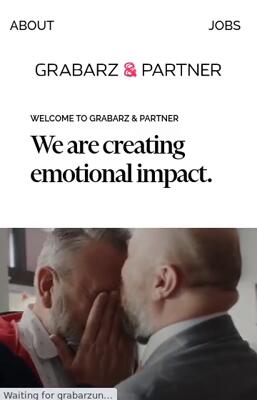 ABOUT
JOBS
GRABARZ & PARTNER
WELCOME TO GRABARZ & PARTNER
We are creating
emotional impact.
Waiting for grabarzun...